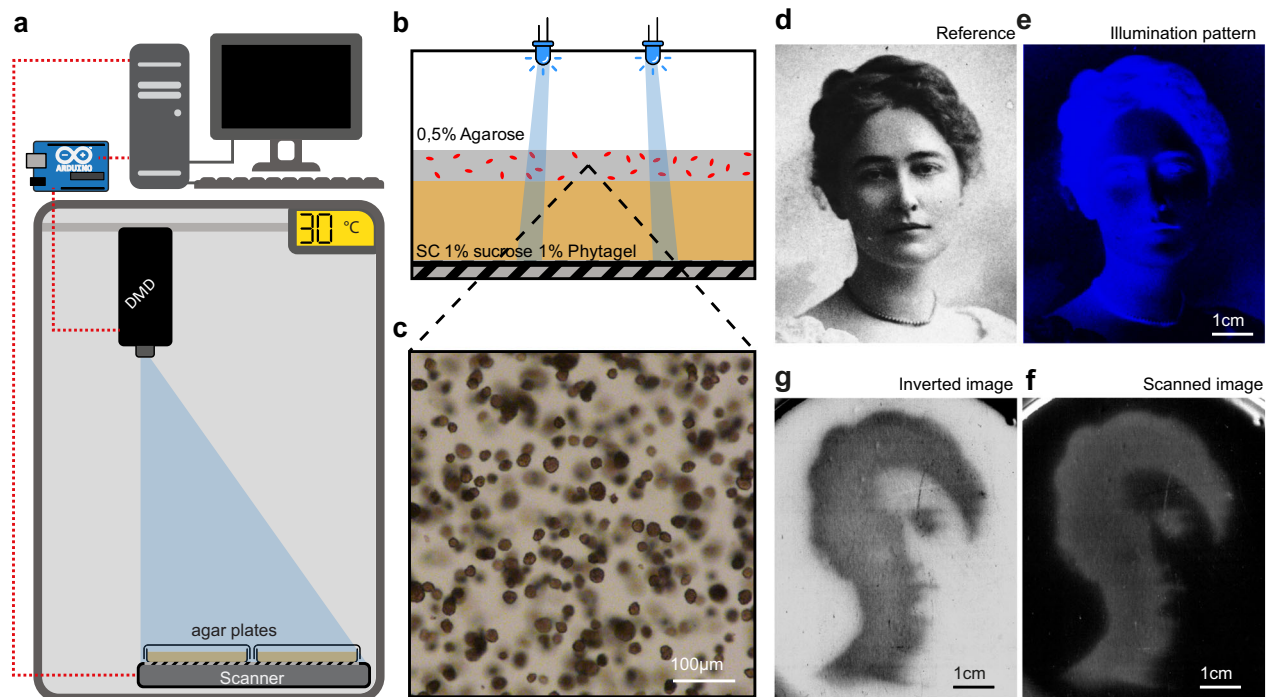 a
ARDUINO
30 °C
DMD
agar plates
Scanner
b
0,5% Agarose
SC 1% sucrose 1% Phytagel
c
100µm
d
Reference
e
Illumination pattern
1cm
g
Inverted image
1cm
f
Scanned image
1cm